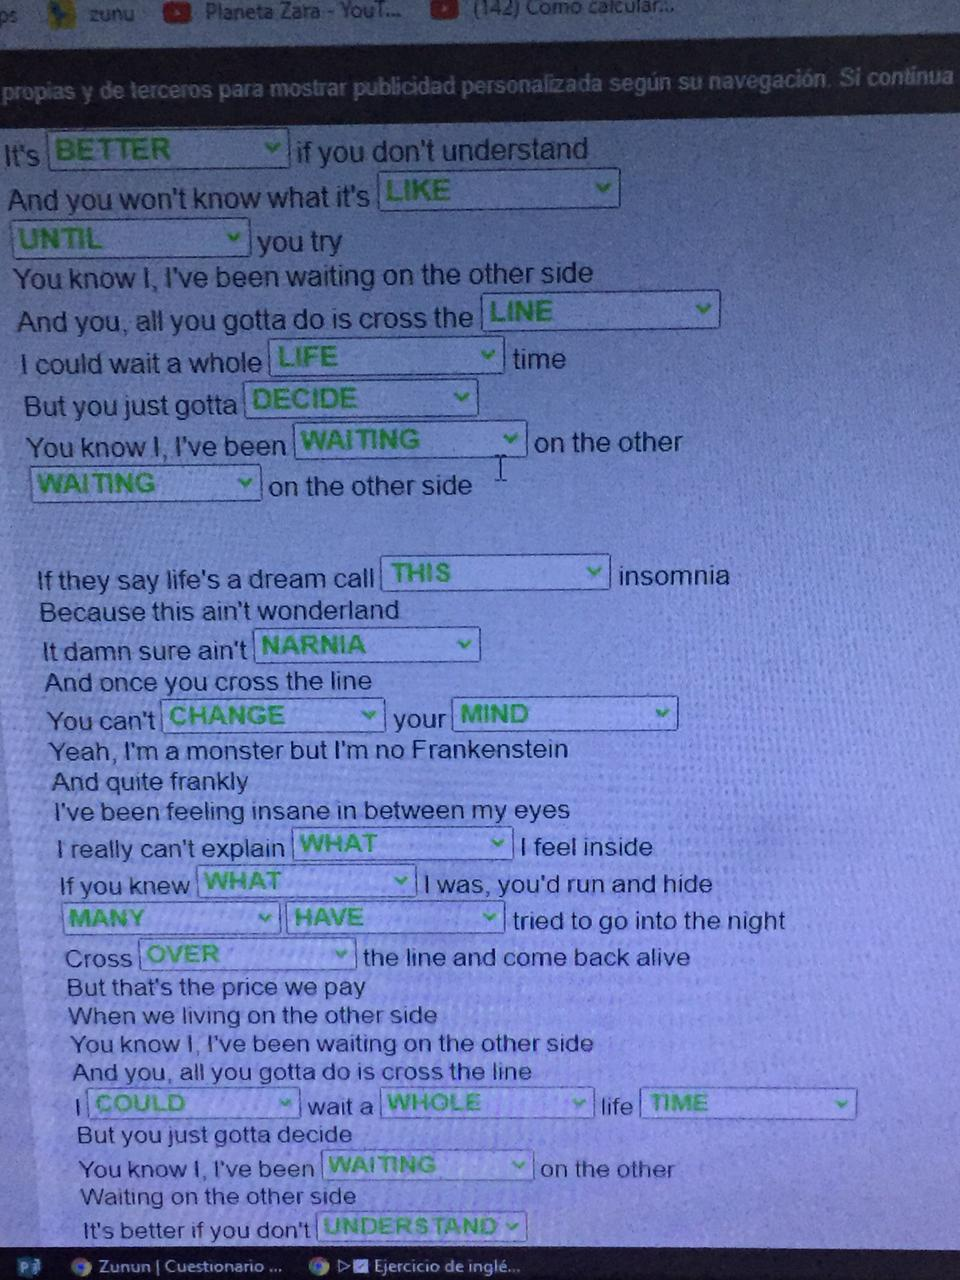 ps zunu Planeta Zara - YouT... (142) Como calcular...
propias y de terceros para mostrar publicidad personalizada según su navegación. Si continua
It's BETTER if you don't understand
And you won't know what it's LIKE
UNTIL you try
You know I, I've been waiting on the other side
And you, all you gotta do is cross the LINE
I could wait a whole LIFE time
But you just gotta DECIDE
You know I, I've been WAITING on the other
WAITING on the other side
If they say life's a dream call THIS insomnia
Because this ain't wonderland
It damn sure ain't NARNIA
And once you cross the line
You can't CHANGE your MIND
Yeah, I'm a monster but I'm no Frankenstein
And quite frankly
I've been feeling insane in between my eyes
I really can't explain WHAT I feel inside
If you knew WHAT I was, you'd run and hide
MANY HAVE tried to go into the night
Cross OVER the line and come back alive
But that's the price we pay
When we living on the other side
You know I, I've been waiting on the other side
And you, all you gotta do is cross the line
I COULD wait a WHOLE life TIME
But you just gotta decide
You know I, I've been WAITING on the other
Waiting on the other side
It's better if you don't UNDERSTAND
Zunun | Cuestionario ... Ejercicio de inglé...